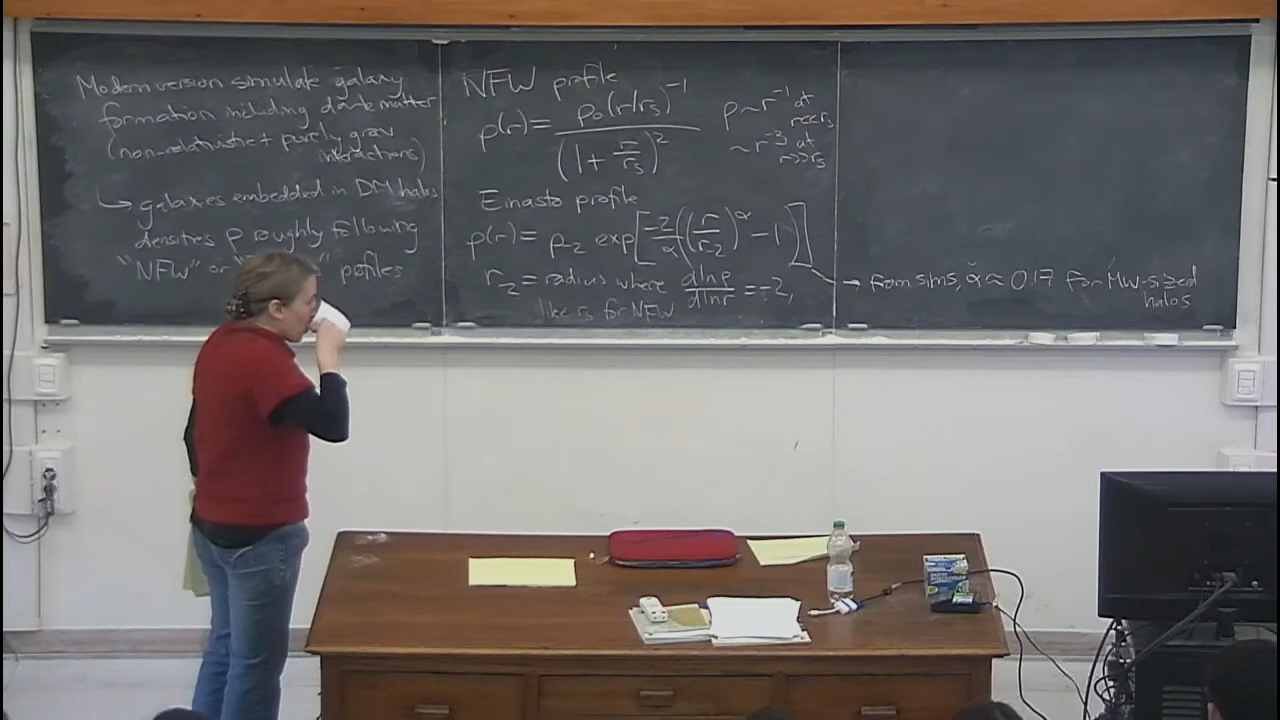 Modern version simulate galaxy
formation including dark matter
(non-relativistic + purely grav
interactions)
↳ galaxies embedded in DM halos
densities ρ roughly following
"NFW" or " " profiles
NFW profile
ρ(r) = ρ₀(r/rₛ)⁻¹ / (1 + r/rₛ)²
ρ ~ r⁻¹ at r<<rₛ
~ r⁻³ at r>>rₛ
Einasto profile
ρ(r) = ρ₋₂ exp[-2/α((r/r₋₂)^α - 1)]
r₋₂ = radius where dlnρ/dlnr = -2,
like rₛ for NFW
→ from sims, α ≈ 0.17 for MW-sized
halos